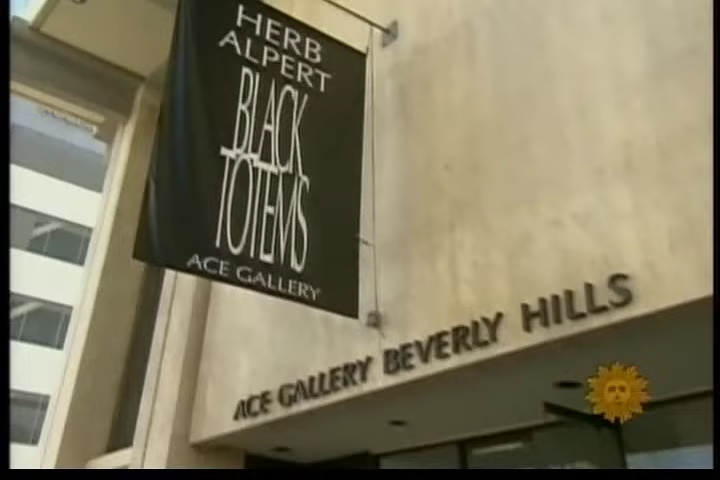 HERB
ALPERT
BLACK
TOTEMS
ACE GALLERY
ACE GALLERY BEVERLY HILLS